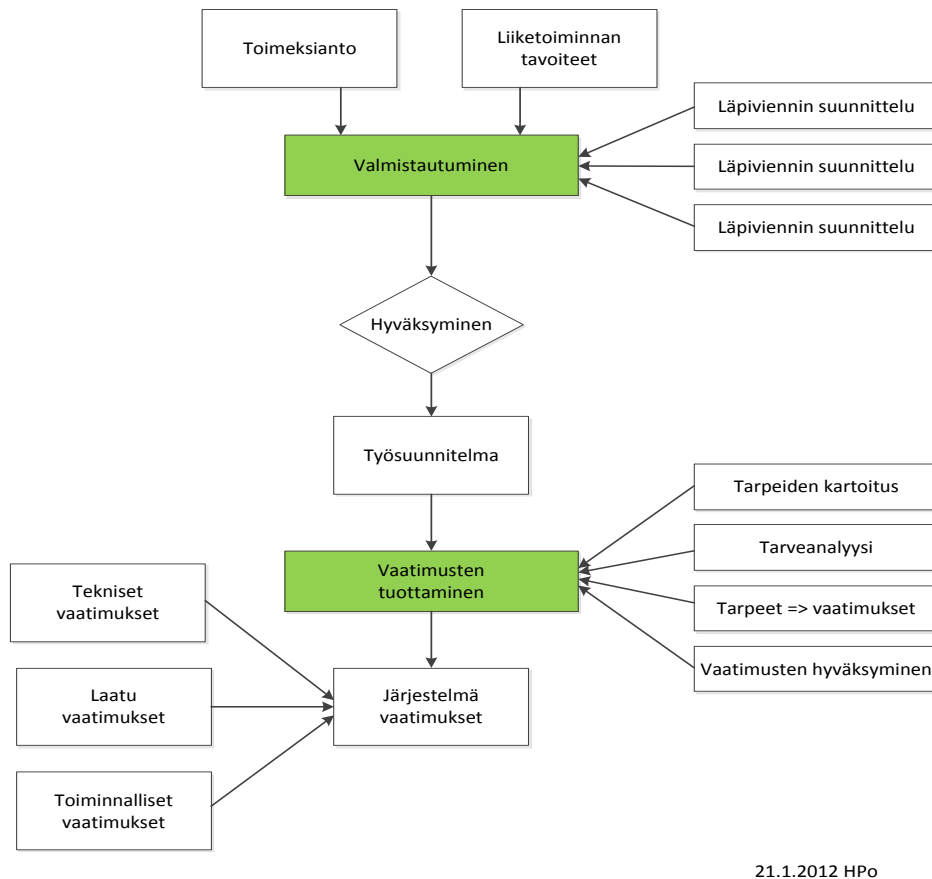 Toimeksianto
Liiketoiminnan
tavoiteet
Läpiviennin suunnittelu
Valmistautuminen
Läpiviennin suunnittelu
Läpiviennin suunnittelu
Hyväksyminen
Työsuunnitelma
Tarpeiden kartoitus
Tarveanalyysi
Vaatimusten
tuottaminen
Tarpeet => vaatimukset
Vaatimusten hyväksyminen
Tekniset
vaatimukset
Laatu
vaatimukset
Järjestelmä
vaatimukset
Toiminnalliset
vaatimukset
21.1.2012 HPo